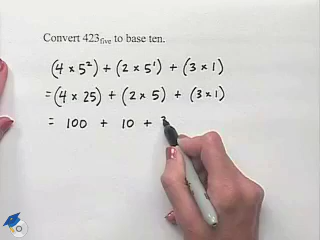 Convert 423five to base ten.
(4 × 5²) + (2 × 5¹) + (3 × 1)
= (4 × 25) + (2 × 5) + (3 × 1)
= 100 + 10 + 3